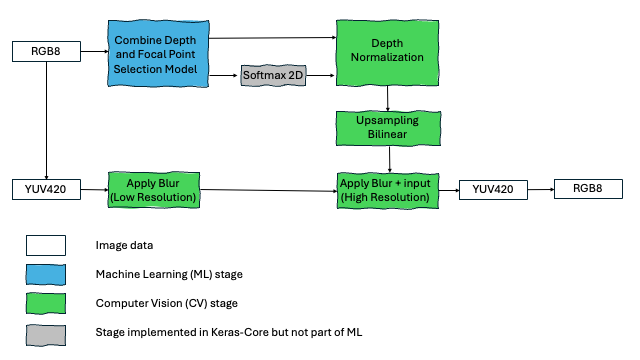 RGB8
Combine Depth
and Focal Point
Selection Model
Softmax 2D
Depth
Normalization
Upsampling
Bilinear
YUV420
Apply Blur
(Low Resolution)
Apply Blur + input
(High Resolution)
YUV420
RGB8
Image data
Machine Learning (ML) stage
Computer Vision (CV) stage
Stage implemented in Keras-Core but not part of ML